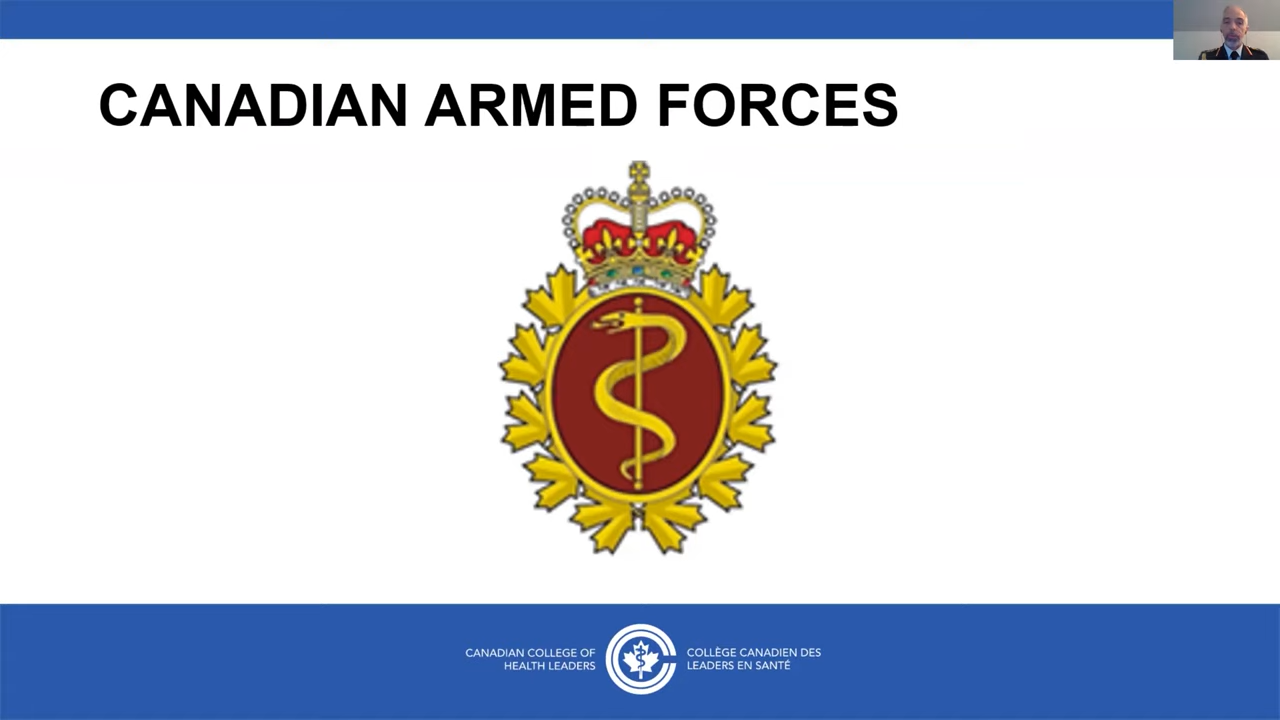 CANADIAN ARMED FORCES
CANADIAN COLLEGE OF
HEALTH LEADERS
COLLÈGE CANADIEN DES
LEADERS EN SANTÉ